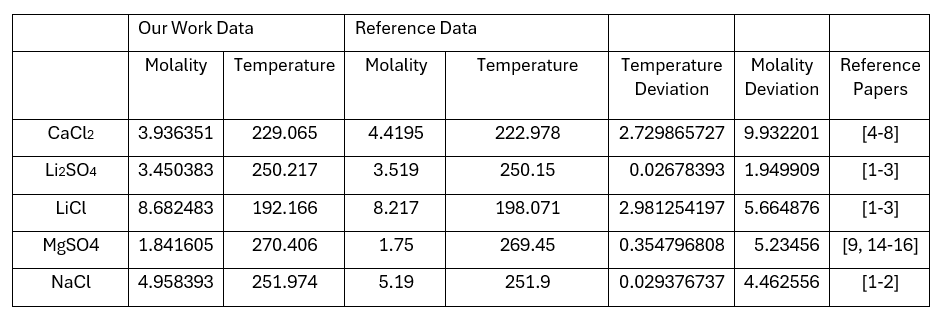 Our Work Data Reference Data
Molality Temperature Molality Temperature Temperature Deviation Molality Deviation Reference Papers
CaCl2 3.936351 229.065 4.4195 222.978 2.729865727 9.932201 [4-8]
Li2SO4 3.450383 250.217 3.519 250.15 0.02678393 1.949909 [1-3]
LiCl 8.682483 192.166 8.217 198.071 2.981254197 5.664876 [1-3]
MgSO4 1.841605 270.406 1.75 269.45 0.354796808 5.23456 [9, 14-16]
NaCl 4.958393 251.974 5.19 251.9 0.029376737 4.462556 [1-2]